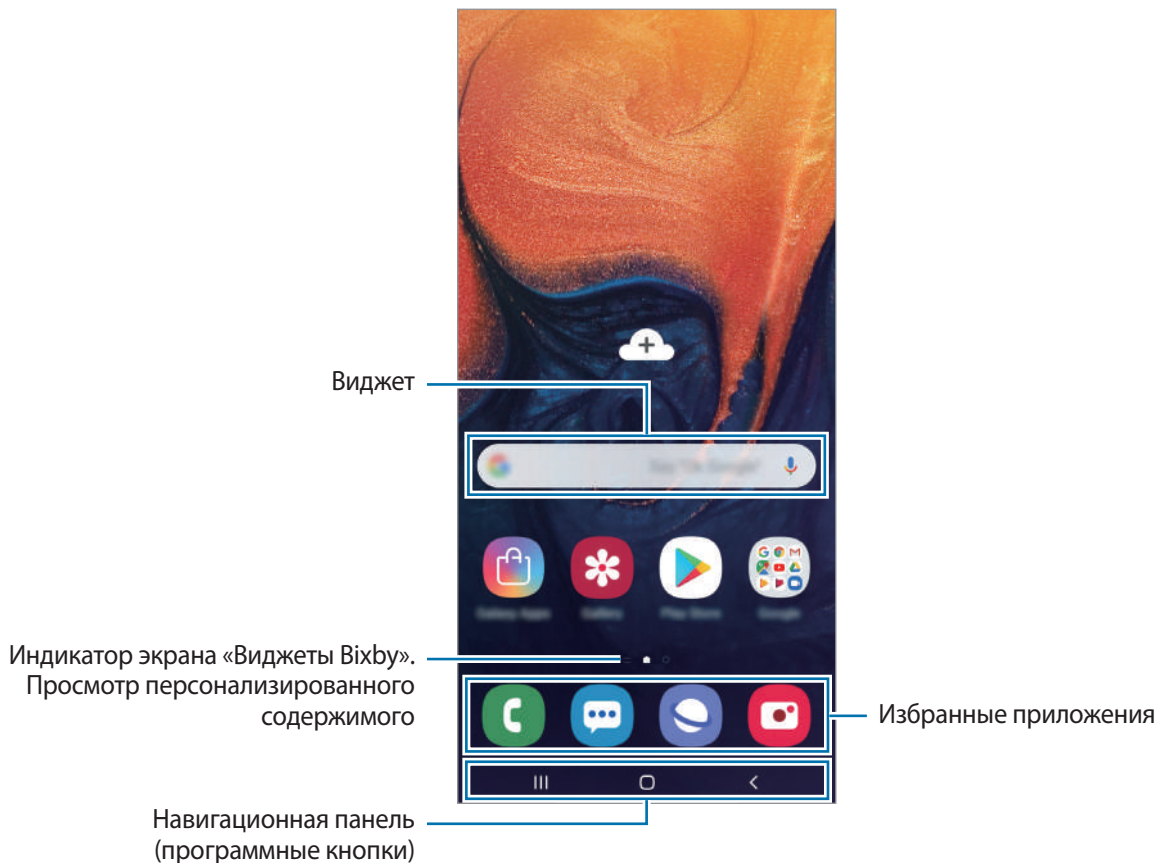 Виджет
Индикатор экрана «Виджеты Bixby».
Просмотр персонализированного
содержимого
Избранные приложения
Навигационная панель
(программные кнопки)